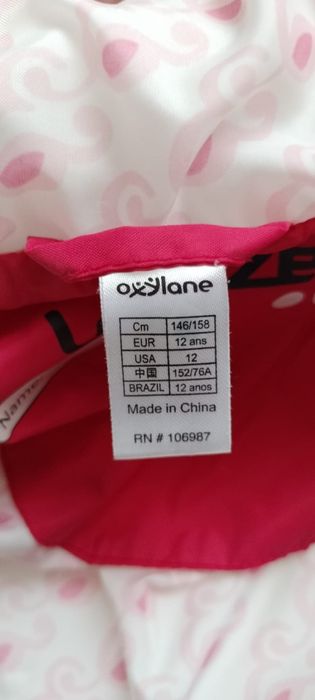 oxylane
Cm 146/158
EUR 12 ans
USA 12
中国 152/76A
BRAZIL 12 anos
Made in China
RN # 106987
Name